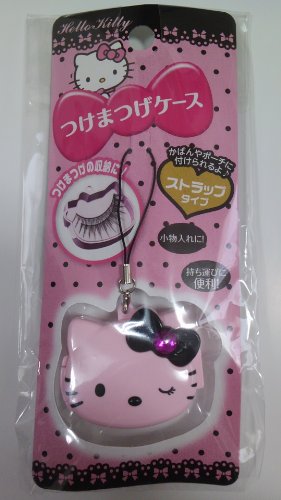 Hello Kitty
つけまつげケース
かばんやポーチに
付けられるよ♪
ストラップ
タイプ
つけまつげの収納に!
小物入れに!
持ち運びに
便利!